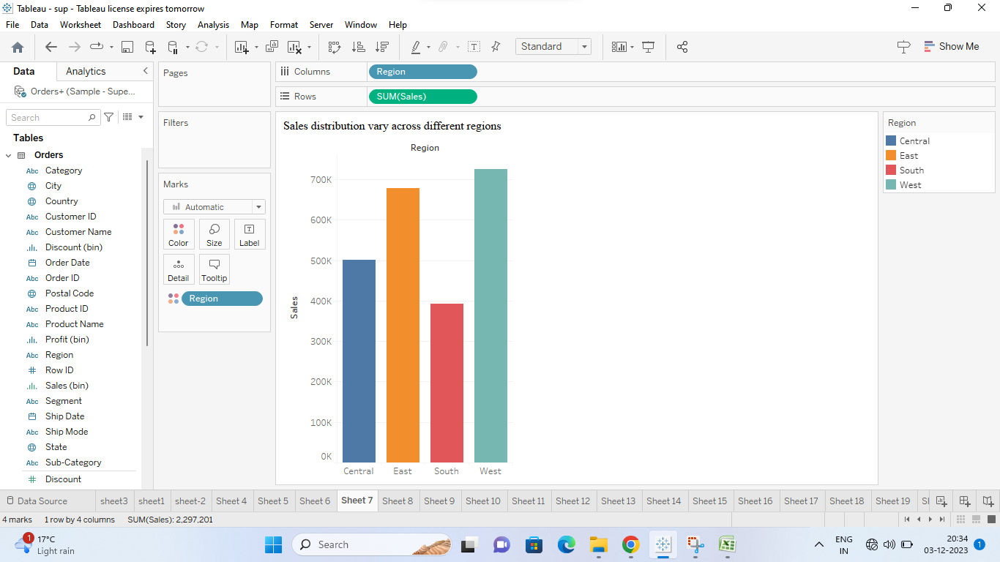 Tableau - sup - Tableau license expires tomorrow
File Data Worksheet Dashboard Story Analysis Map Format Server Window Help
Standard
Show Me
Data Analytics
Orders+ (Sample - Supe...
Search
Tables
Orders
Abc Category
City
Country
Abc Customer ID
Abc Customer Name
Discount (bin)
Order Date
Abc Order ID
Postal Code
Abc Product ID
Abc Product Name
Profit (bin)
Abc Region
# Row ID
Sales (bin)
Abc Segment
Ship Date
Abc Ship Mode
State
Abc Sub-Category
# Discount
Pages
Filters
Marks
Automatic
Color Size Label
Detail Tooltip
Region
Columns Region
Rows SUM(Sales)
Sales distribution vary across different regions
Region
700K
600K
500K
400K
300K
200K
100K
0K
Sales
Central East South West
Region
Central
East
South
West
Data Source sheet3 sheet1 sheet-2 Sheet 4 Sheet 5 Sheet 6 Sheet 7 Sheet 8 Sheet 9 Sheet 10 Sheet 11 Sheet 12 Sheet 13 Sheet 14 Sheet 15 Sheet 16 Sheet 17 Sheet 18 Sheet 19
4 marks 1 row by 4 columns SUM(Sales): 2,297,201
1
17°C
Light rain
Search
ENG
IN
20:34
03-12-2023
1